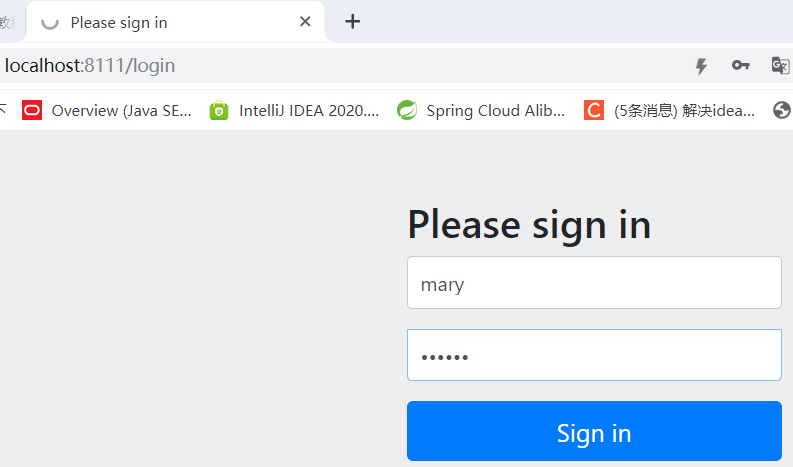 Please sign in
localhost:8111/login
Overview (Java SE... IntelliJ IDEA 2020.... Spring Cloud Alib... (5条消息) 解决idea...
Please sign in
mary
••••••
Sign in